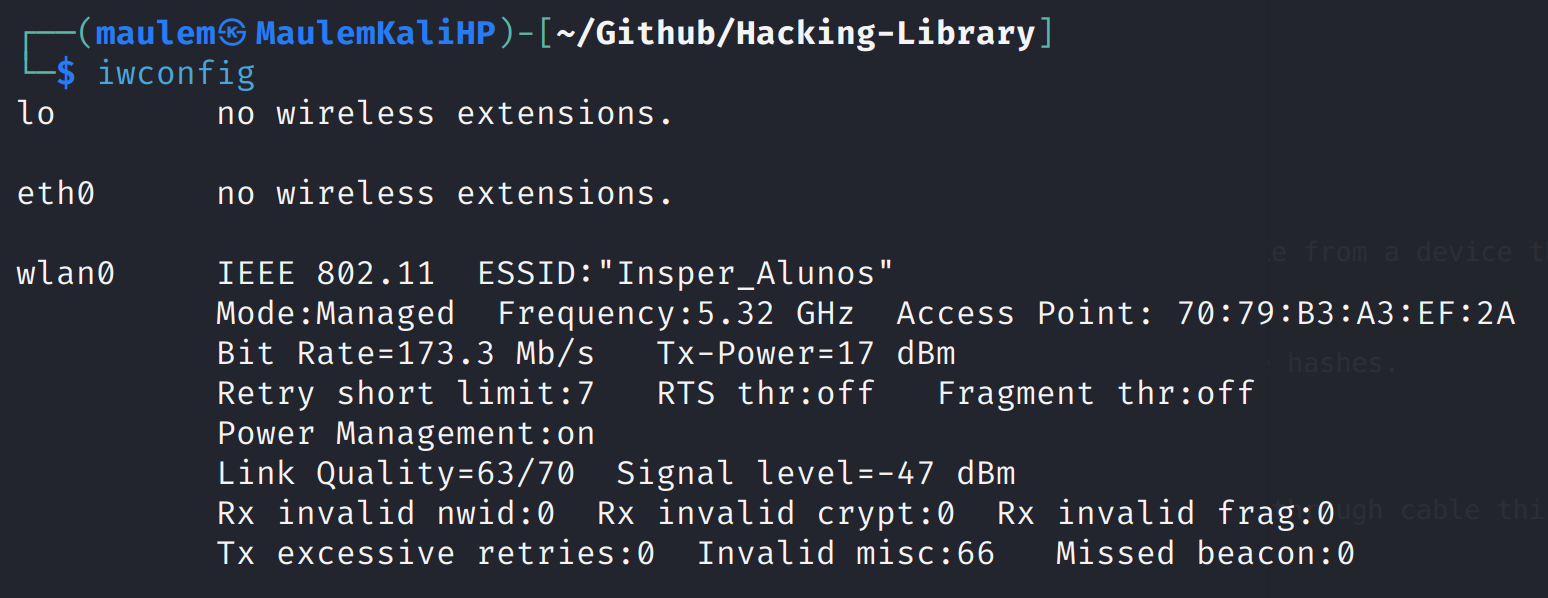 ┌──(maulem㉿MaulemKaliHP)-[~/Github/Hacking-Library]
└─$ iwconfig
lo        no wireless extensions.
eth0      no wireless extensions.
wlan0     IEEE 802.11  ESSID:"Insper_Alunos"
          Mode:Managed  Frequency:5.32 GHz  Access Point: 70:79:B3:A3:EF:2A
          Bit Rate=173.3 Mb/s   Tx-Power=17 dBm
          Retry short limit:7   RTS thr:off   Fragment thr:off
          Power Management:on
          Link Quality=63/70  Signal level=-47 dBm
          Rx invalid nwid:0  Rx invalid crypt:0  Rx invalid frag:0
          Tx excessive retries:0  Invalid misc:66   Missed beacon:0
from a device
hashes.
cable